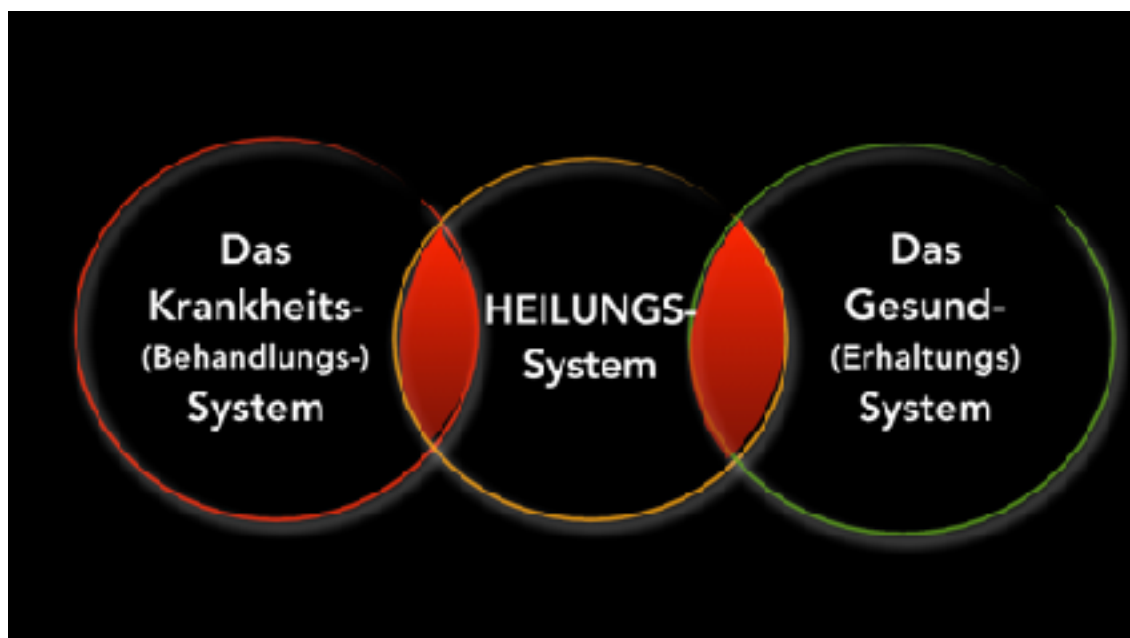 Das
Krankheits-
(Behandlungs-)
System
HEILUNGS-
System
Das
Gesund-
(Erhaltungs)
System